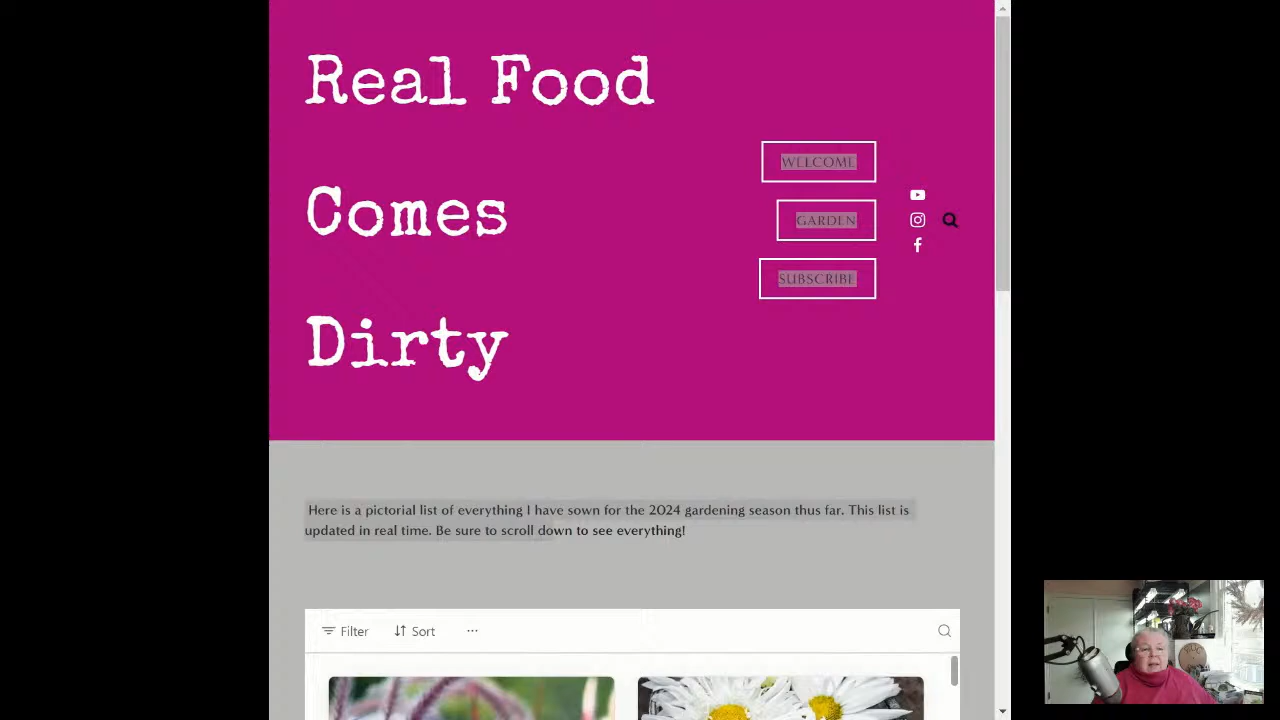 Real Food
Comes
Dirty
WELCOME
GARDEN
SUBSCRIBE
Here is a pictorial list of everything I have sown for the 2024 gardening season thus far. This list is
updated in real time. Be sure to scroll down to see everything!
Filter
Sort